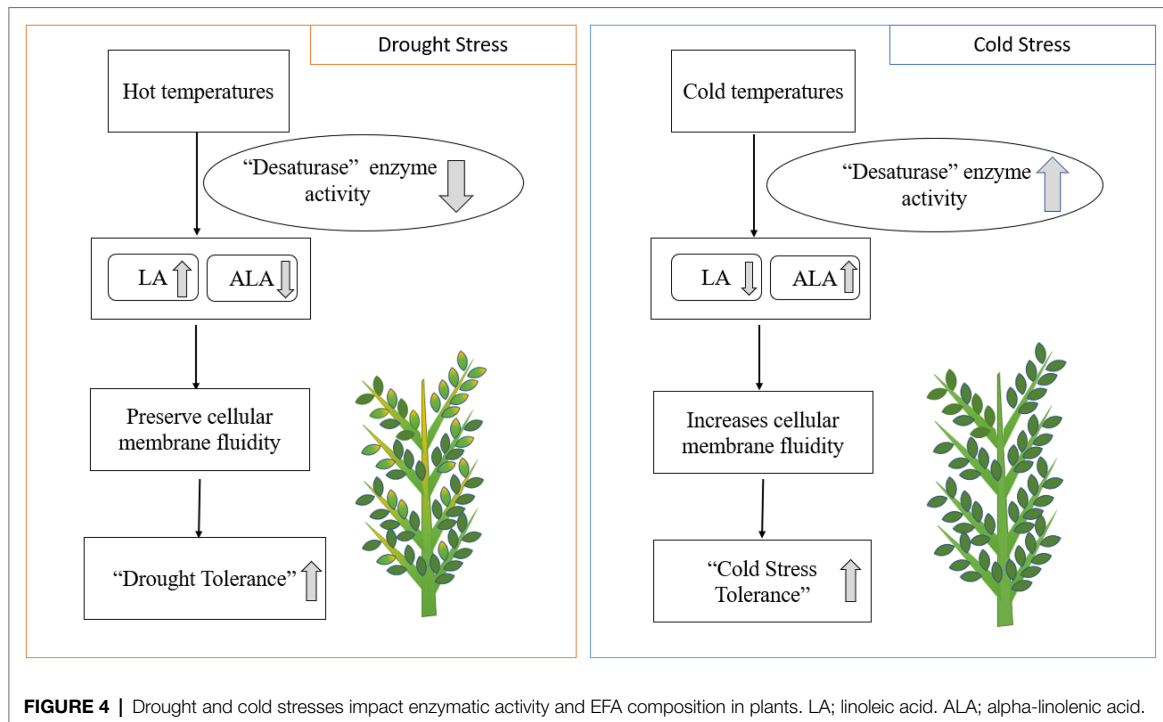 Drought Stress
Hot temperatures
“Desaturase” enzyme
activity
LA
ALA
Preserve cellular
membrane fluidity
“Drought Tolerance”
Cold Stress
Cold temperatures
“Desaturase” enzyme
activity
LA
ALA
Increases cellular
membrane fluidity
“Cold Stress
Tolerance”
FIGURE 4 | Drought and cold stresses impact enzymatic activity and EFA composition in plants. LA; linoleic acid. ALA; alpha-linolenic acid.